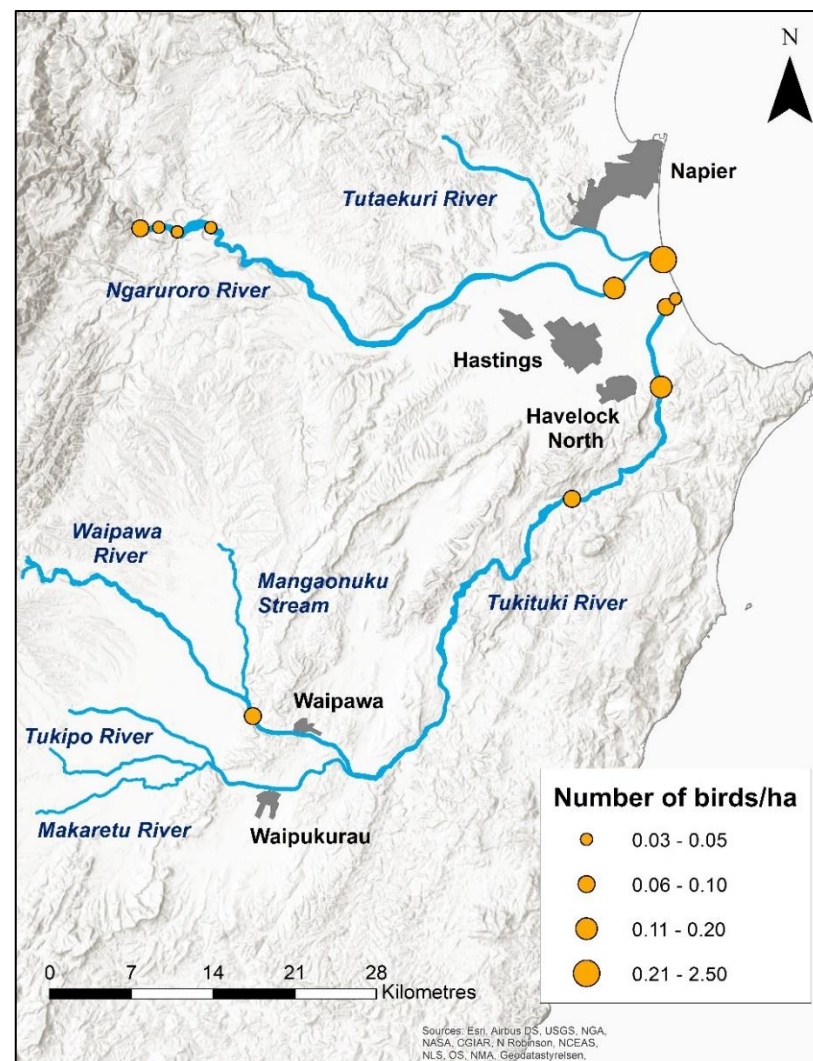 N
Napier
Tutaekuri River
Ngaruroro River
Hastings
Havelock
North
Waipawa
River
Mangaonuku
Stream
Tukituki River
Waipawa
Tukipo River
Makaretu River
Waipukurau
Number of birds/ha
0.03 - 0.05
0.06 - 0.10
0.11 - 0.20
0.21 - 2.50
0 7 14 21 28
Kilometres
Sources: Esri, Airbus DS, USGS, NGA,
NASA, CGIAR, N Robinson, NCEAS,
NLS, OS, NMA, Geodatastyrelsen,